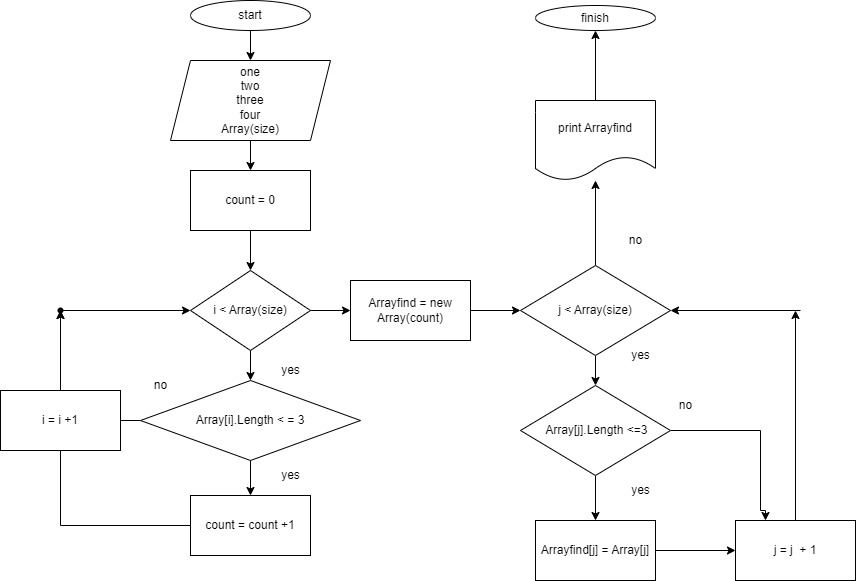 start
one
two
three
four
Array(size)
count = 0
i < Array(size)
yes
no
Array[i].Length < = 3
i = i +1
yes
count = count +1
Arrayfind = new
Array(count)
finish
print Arrayfind
no
j < Array(size)
yes
Array[j].Length <=3
no
yes
Arrayfind[j] = Array[j]
j = j  + 1